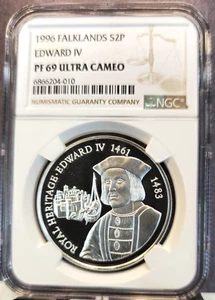 1996 FALKLANDS S2P
EDWARD IV
PF 69 ULTRA CAMEO
6866204-010
NGC
NUMISMATIC GUARANTY COMPANY
ROYAL HERITAGE·EDWARD IV 1461
1483